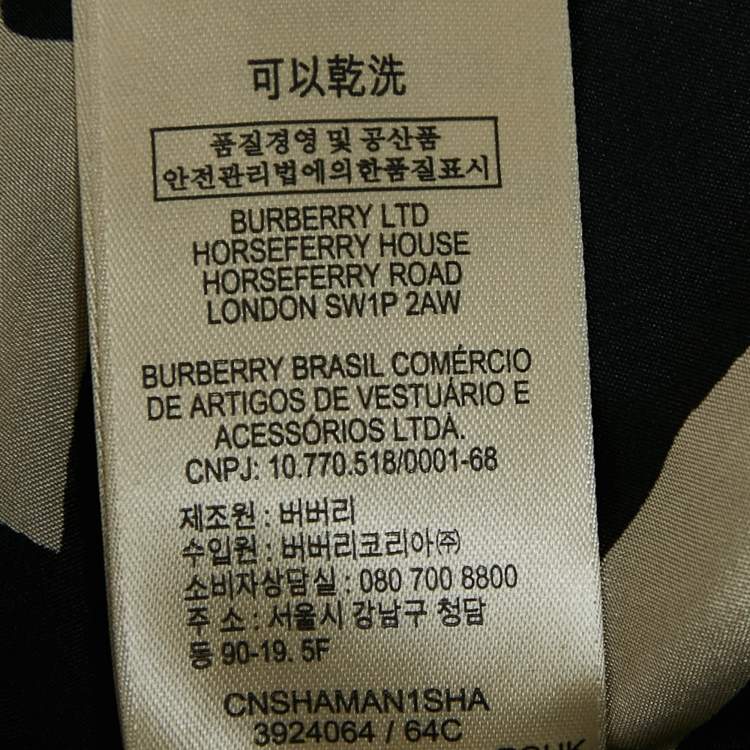 可以乾洗
품질경영 및 공산품
안전관리법에의한품질표시
BURBERRY LTD
HORSEFERRY HOUSE
HORSEFERRY ROAD
LONDON SW1P 2AW
BURBERRY BRASIL COMÉRCIO
DE ARTIGOS DE VESTUÁRIO E
ACESSÓRIOS LTDA.
CNPJ: 10.770.518/0001-68
제조원 : 버버리
수입원 : 버버리코리아㈜
소비자상담실 : 080 700 8800
주 소 : 서울시 강남구 청담
동 90-19. 5F
CNSHAMAN1SHA
3924064 / 64C